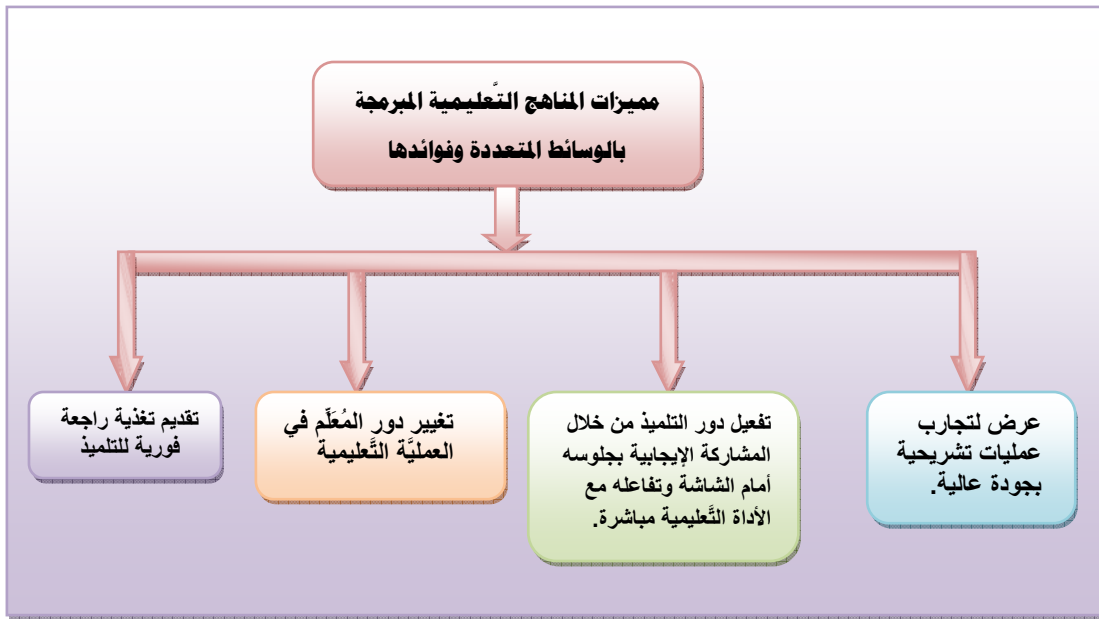 مميزات المناهج التَّعليمية المبرمجة
بالوسائط المتعددة وفوائدها
عرض لتجارب
عمليات تشريحية
بجودة عالية.
تفعيل دور التلميذ من خلال
المشاركة الإيجابية بجلوسه
أمام الشاشة وتفاعله مع
الأداة التَّعليمية مباشرة.
تغيير دور المُعَلِّم في
العمليَّة التَّعليمية
تقديم تغذية راجعة
فورية للتلميذ